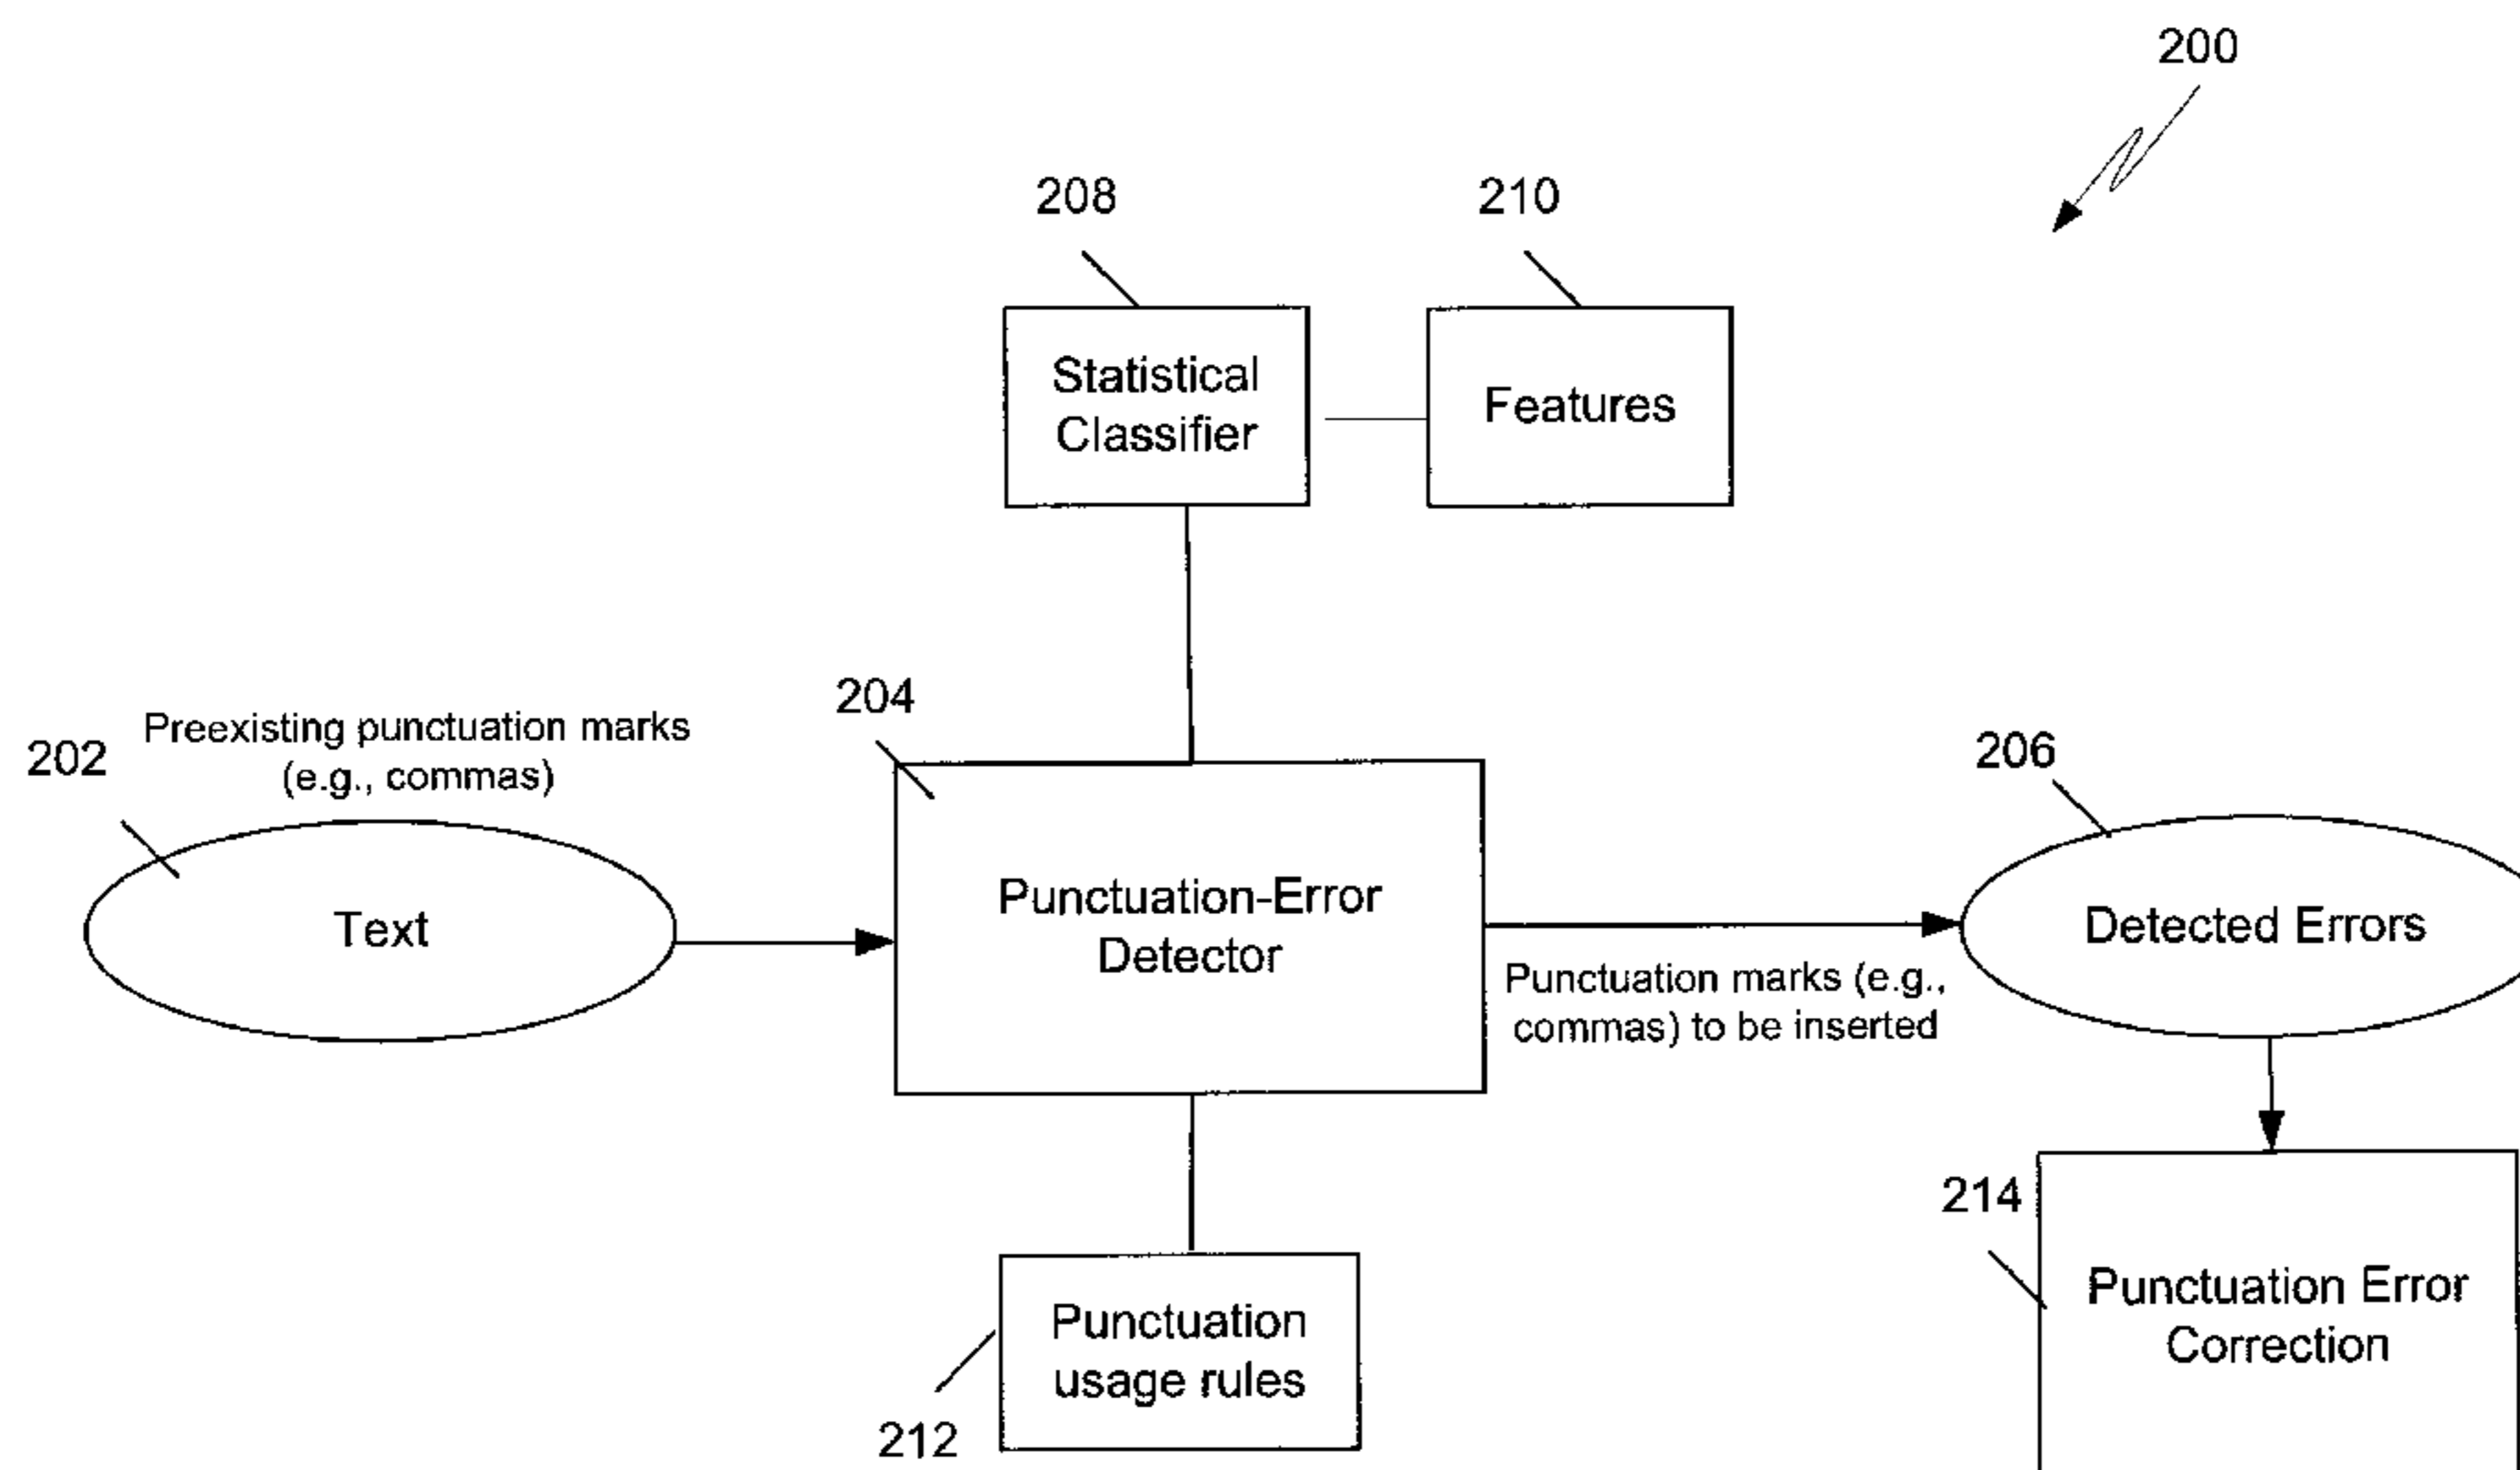 200
208
210
Statistical
Classifier
Features
204
Preexisting punctuation marks
(e.g., commas)
202
206
Text
Punctuation-Error
Detector
Detected Errors
Punctuation marks (e.g.,
commas) to be inserted
214
Punctuation Error
Correction
Punctuation
usage rules
212